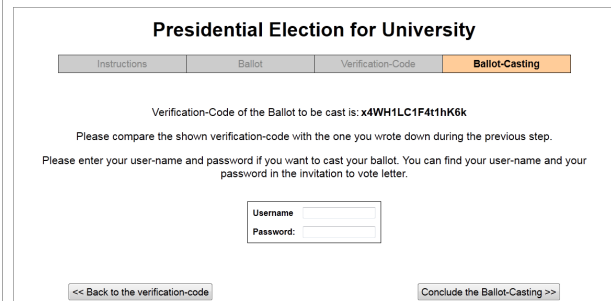 Presidential Election for University
Instructions Ballot Verification-Code Ballot-Casting
Verification-Code of the Ballot to be cast is: x4WH1LC1F4t1hK6k
Please compare the shown verification-code with the one you wrote down during the previous step.
Please enter your user-name and password if you want to cast your ballot. You can find your user-name and your
password in the invitation to vote letter.
Username
Password:
<< Back to the verification-code Conclude the Ballot-Casting >>